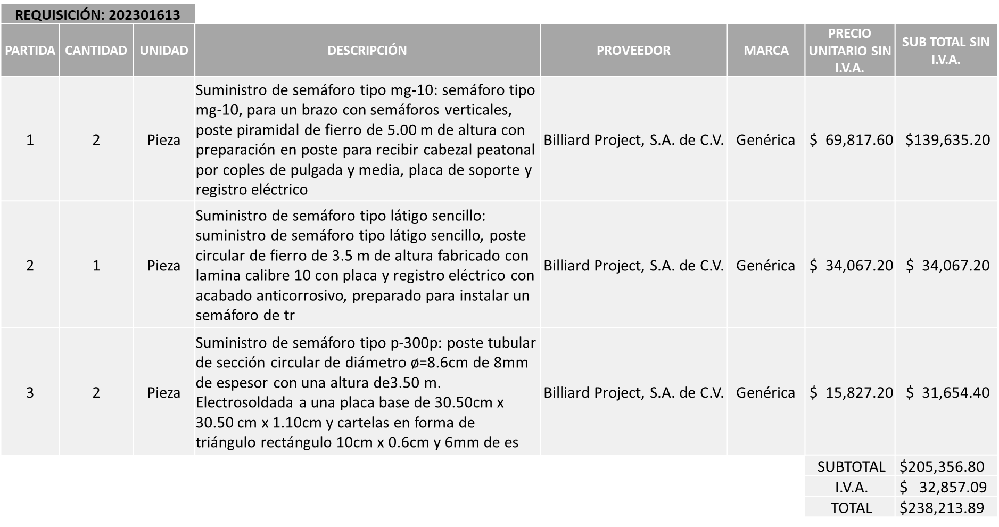 REQUISICIÓN: 202301613
PARTIDA CANTIDAD UNIDAD DESCRIPCIÓN PROVEEDOR MARCA PRECIO UNITARIO SIN I.V.A. SUB TOTAL SIN I.V.A.
1 2 Pieza
Suministro de semáforo tipo mg-10: semáforo tipo
mg-10, para un brazo con semáforos verticales,
poste piramidal de fierro de 5.00 m de altura con
preparación en poste para recibir cabezal peatonal
por coples de pulgada y media, placa de soporte y
registro eléctrico
Billiard Project, S.A. de C.V. Genérica $ 69,817.60 $139,635.20
2 1 Pieza
Suministro de semáforo tipo látigo sencillo:
suministro de semáforo tipo látigo sencillo, poste
circular de fierro de 3.5 m de altura fabricado con
lamina calibre 10 con placa y registro eléctrico con
acabado anticorrosivo, preparado para instalar un
semáforo de tr
Billiard Project, S.A. de C.V. Genérica $ 34,067.20 $ 34,067.20
3 2 Pieza
Suministro de semáforo tipo p-300p: poste tubular
de sección circular de diámetro ø=8.6cm de 8mm
de espesor con una altura de3.50 m.
Electrosoldada a una placa base de 30.50cm x
30.50 cm x 1.10cm y cartelas en forma de
triángulo rectángulo 10cm x 0.6cm y 6mm de es
Billiard Project, S.A. de C.V. Genérica $ 15,827.20 $ 31,654.40
SUBTOTAL $205,356.80
I.V.A. $ 32,857.09
TOTAL $238,213.89